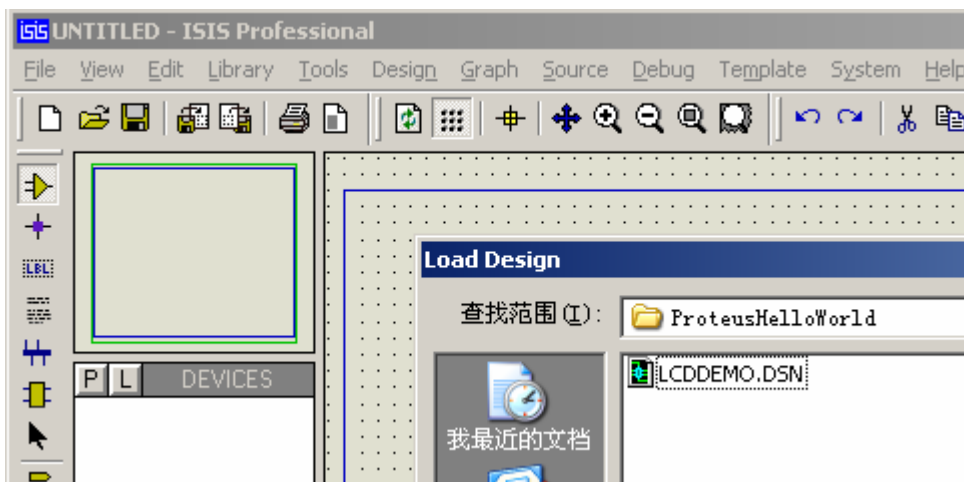 isis UNTITLED - ISIS Professional
File View Edit Library Tools Design Graph Source Debug Template System Help
LBL
Load Design
查找范围(I): ProteusHelloWorld
P L DEVICES
LCDDEMO.DSN
我最近的文档